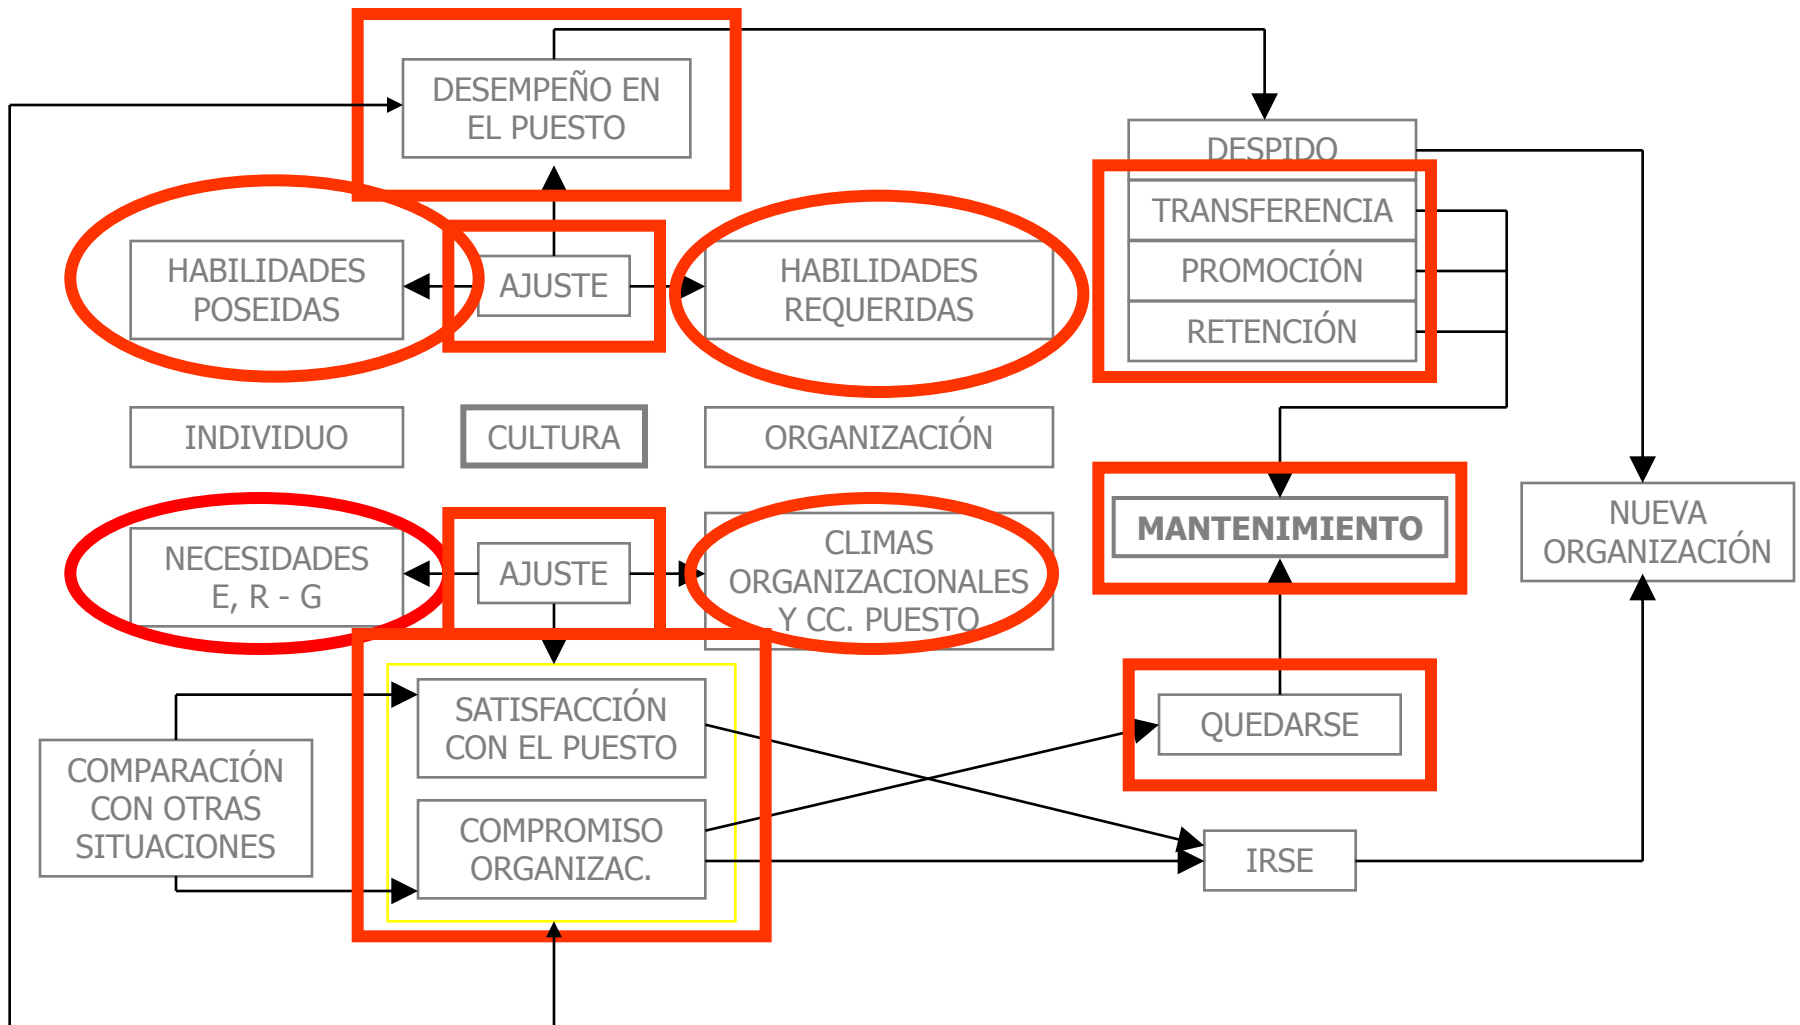 DESEMPEÑO EN
EL PUESTO
DESPIDO
TRANSFERENCIA
PROMOCIÓN
RETENCIÓN
HABILIDADES
POSEIDAS
AJUSTE
HABILIDADES
REQUERIDAS
INDIVIDUO
CULTURA
ORGANIZACIÓN
NECESIDADES
E, R - G
AJUSTE
CLIMAS
ORGANIZACIONALES
Y CC. PUESTO
MANTENIMIENTO
NUEVA
ORGANIZACIÓN
SATISFACCIÓN
CON EL PUESTO
QUEDARSE
COMPARACIÓN
CON OTRAS
SITUACIONES
COMPROMISO
ORGANIZAC.
IRSE